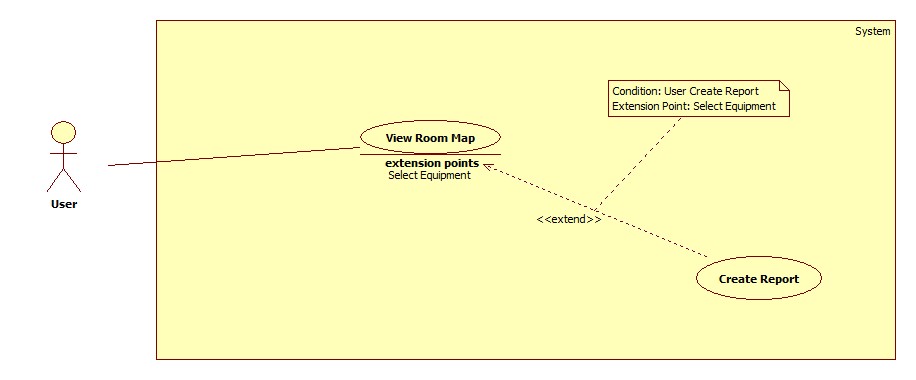 System
Condition: User Create Report
Extension Point: Select Equipment
View Room Map
extension points
Select Equipment
User
<<extend>>
Create Report